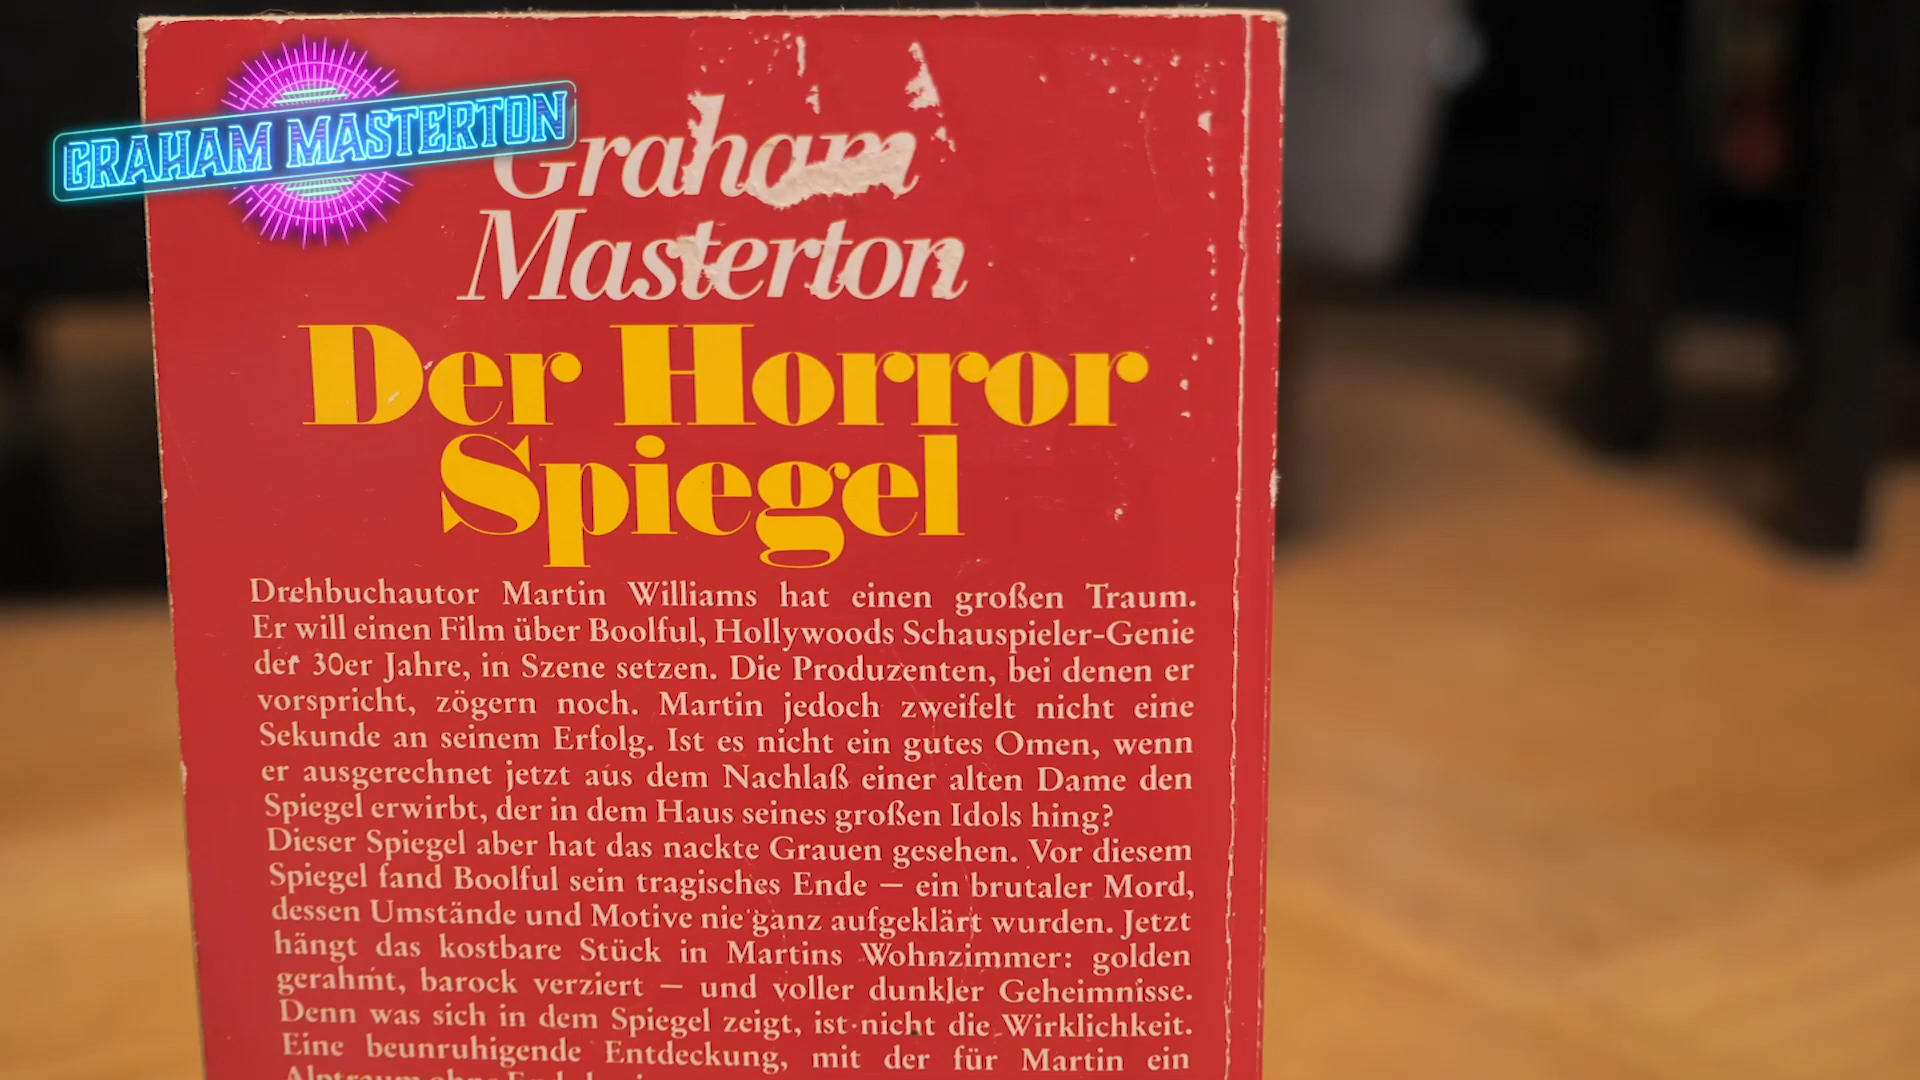 GRAHAM MASTERTON
Graham
Masterton
Der Horror
Spiegel
Drehbuchautor Martin Williams hat einen großen Traum.
Er will einen Film über Boolful, Hollywoods Schauspieler-Genie
der 30er Jahre, in Szene setzen. Die Produzenten, bei denen er
vorspricht, zögern noch. Martin jedoch zweifelt nicht eine
Sekunde an seinem Erfolg. Ist es nicht ein gutes Omen, wenn
er ausgerechnet jetzt aus dem Nachlaß einer alten Dame den
Spiegel erwirbt, der in dem Haus seines großen Idols hing?
Dieser Spiegel aber hat das nackte Grauen gesehen. Vor diesem
Spiegel fand Boolful sein tragisches Ende – ein brutaler Mord,
dessen Umstände und Motive nie ganz aufgeklärt wurden. Jetzt
hängt das kostbare Stück in Martins Wohnzimmer: golden
gerahmt, barock verziert – und voller dunkler Geheimnisse.
Denn was sich in dem Spiegel zeigt, ist nicht die Wirklichkeit.
Eine beunruhigende Entdeckung, mit der für Martin ein